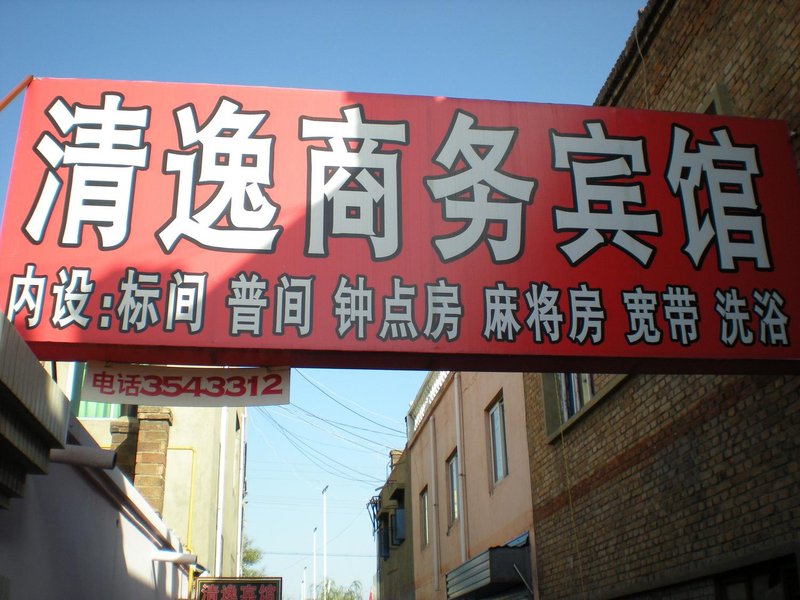 清逸商务宾馆
内设:标间 普间 钟点房 麻将房 宽带 洗浴
电话3543312
清逸宾馆